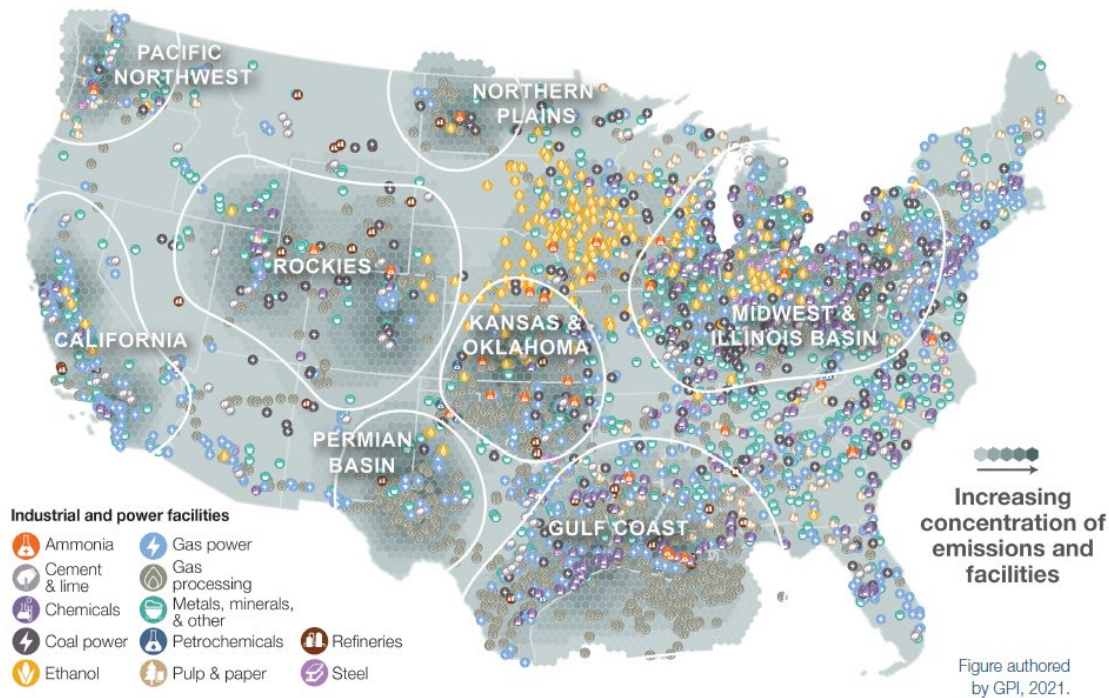 PACIFIC
NORTHWEST
NORTHERN
PLAINS
ROCKIES
CALIFORNIA
KANSAS &
OKLAHOMA
MIDWEST &
ILLINOIS BASIN
PERMIAN
BASIN
GULF COAST
Increasing
concentration of
emissions and
facilities
Industrial and power facilities
Ammonia
Gas power
Cement
& lime
Gas
processing
Chemicals
Metals, minerals,
& other
Coal power
Petrochemicals
Refineries
Ethanol
Pulp & paper
Steel
Figure authored
by GPI, 2021.